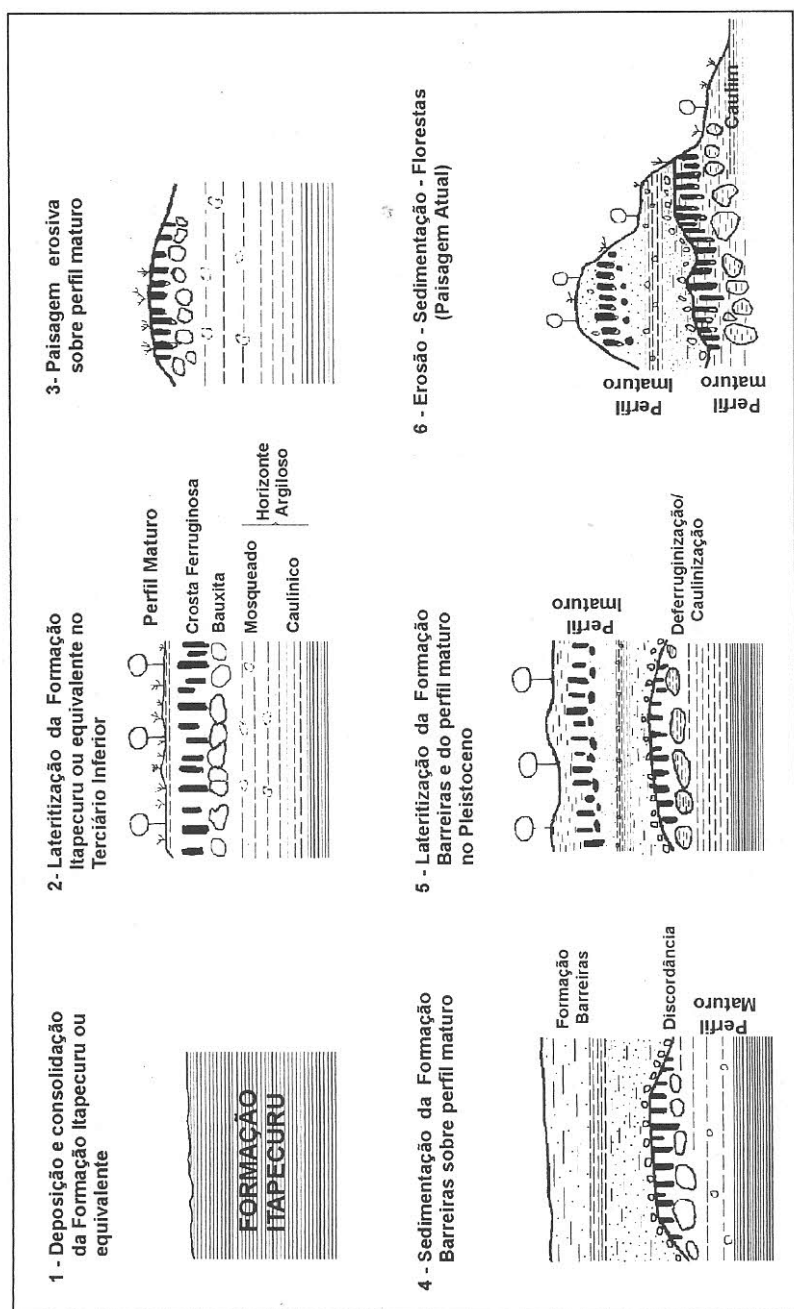 1 - Deposição e consolidação
da Formação Itapecuru ou
equivalente
FORMAÇÃO
ITAPECURU
2- Lateritização da Formação
Itapecuru ou equivalente no
Terciário Inferior
Perfil Maturo
Crosta Ferruginosa
Bauxita
Mosqueado
Horizonte
Argiloso
Caulínico
3- Paisagem erosiva
sobre perfil maturo
4 - Sedimentação da Formação
Barreiras sobre perfil maturo
Formação
Barreiras
Discordância
Perfil
Maturo
5 - Lateritização da Formação
Barreiras e do perfil maturo
no Pleistoceno
Perfil
Imaturo
Deferruginização/
Caulinização
6 - Erosão - Sedimentação - Florestas
(Paisagem Atual)
Perfil
Imaturo
Perfil
maturo
Caulim